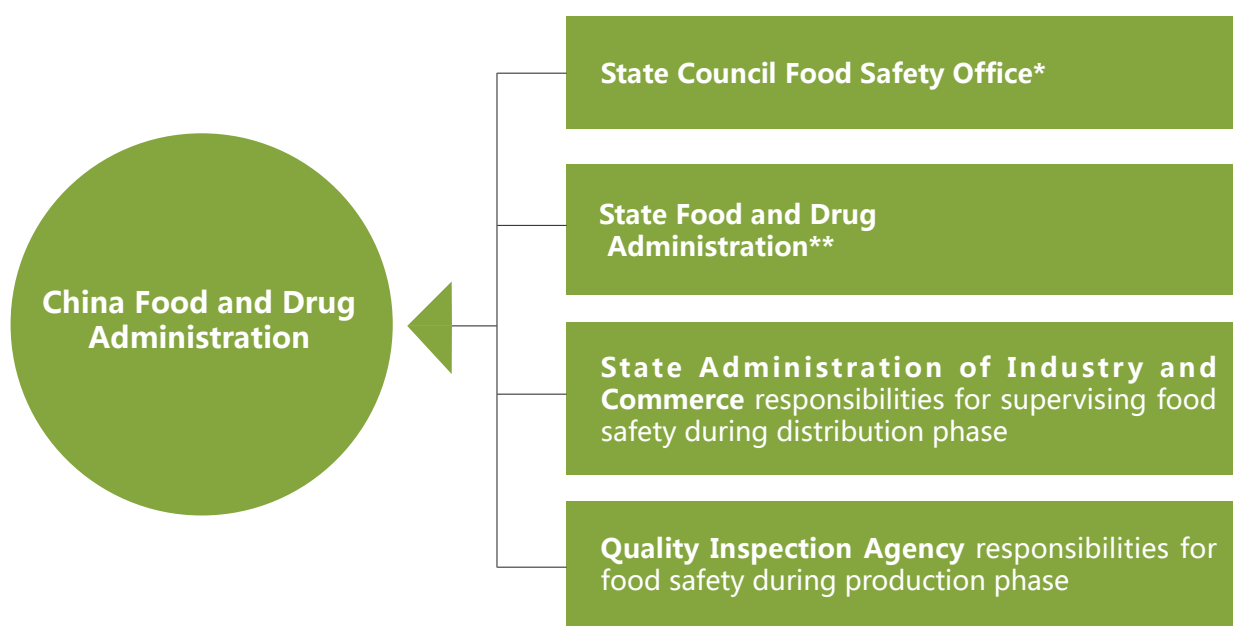 China Food and Drug
Administration
State Council Food Safety Office*
State Food and Drug
Administration**
State Administration of Industry and
Commerce responsibilities for supervising food
safety during distribution phase
Quality Inspection Agency responsibilities for
food safety during production phase